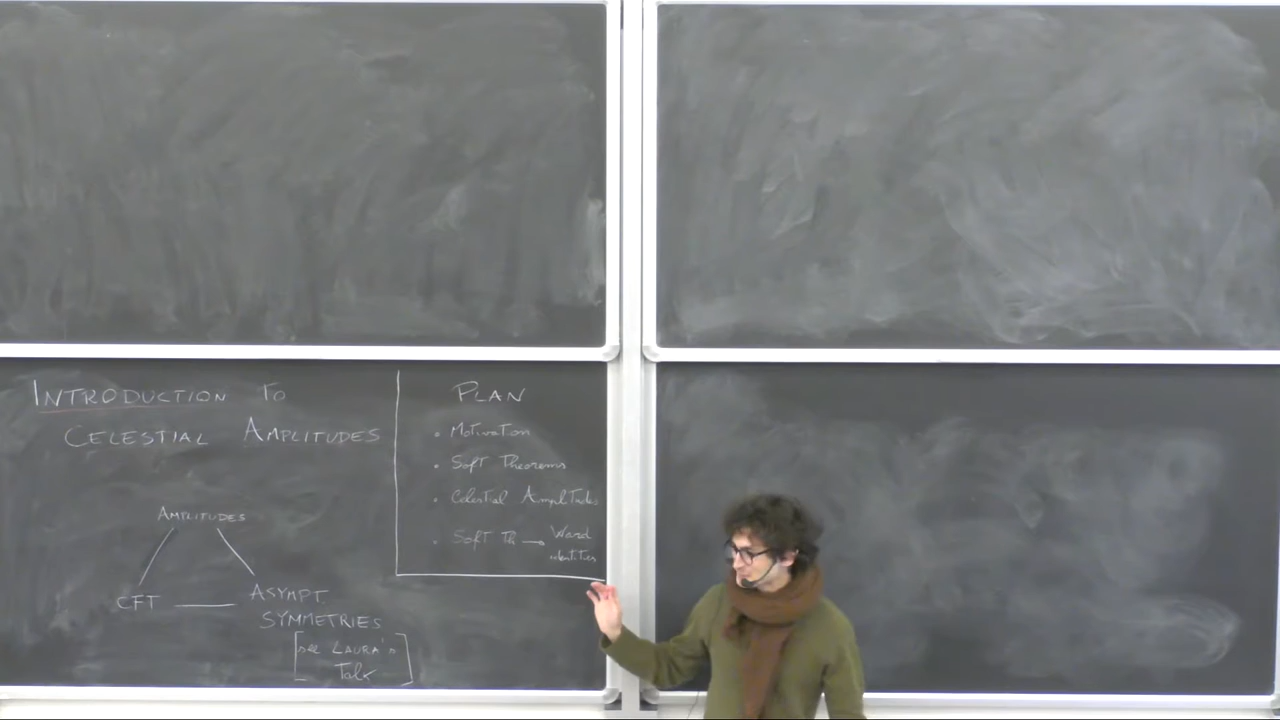 INTRODUCTION TO
CELESTIAL AMPLITUDES
AMPLITUDES
CFT
ASYMPT
SYMMETRIES
[see LAURA's
Talk]
PLAN
• Motivation
• Soft Theorems
• Celestial Amplitudes
• Soft Th → Ward
identities